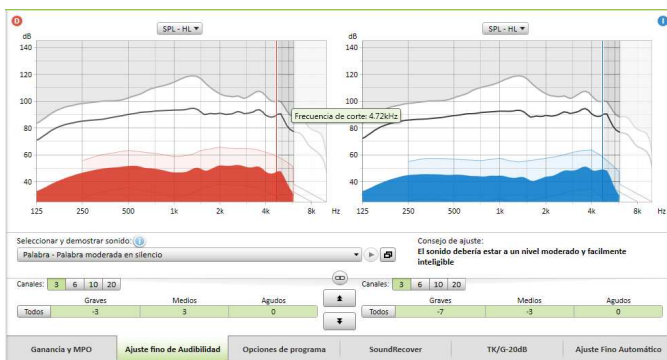 D I
SPL - HL SPL - HL
dB dB
140 140
120 120
100 100
Frecuencia de corte: 4.72kHz
80 80
60 60
40 40
125 250 500 1k 2k 4k 8k Hz 125 250 500 1k 2k 4k 8k Hz
Seleccionar y demostrar sonido: i Consejo de ajuste:
Palabra - Palabra moderada en silencio El sonido debería estar a un nivel moderado y facilmente
inteligible
Canales: 3 6 10 20 Canales: 3 6 10 20
Graves Medios Agudos Graves Medios Agudos
Todos -3 3 0 Todos -7 -3 0
Ganancia y MPO Ajuste fino de Audibilidad Opciones de programa SoundRecover TK/G-20dB Ajuste Fino Automático